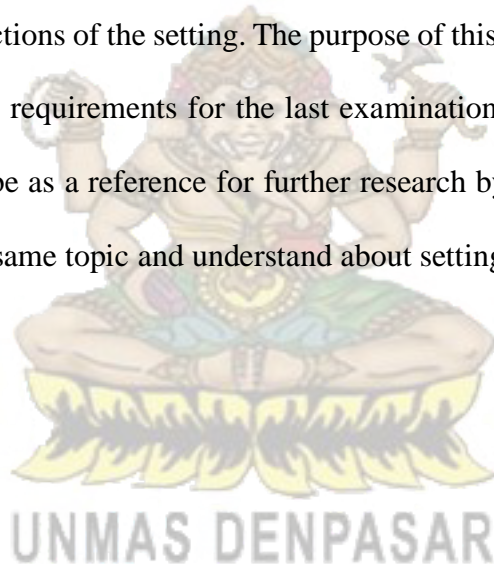 ctions of the setting. The purpose of this
requirements for the last examination
be as a reference for further research by
same topic and understand about setting
UNMAS DENPASAR